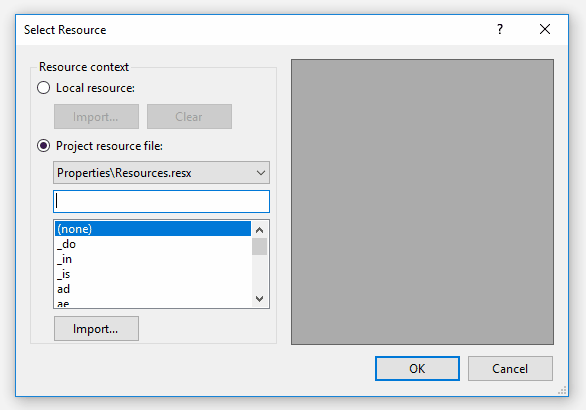 Select Resource
?
Resource context
Local resource:
Import... Clear
Project resource file:
Properties\Resources.resx
(none)
_do
_in
_is
ad
ae
Import...
OK Cancel